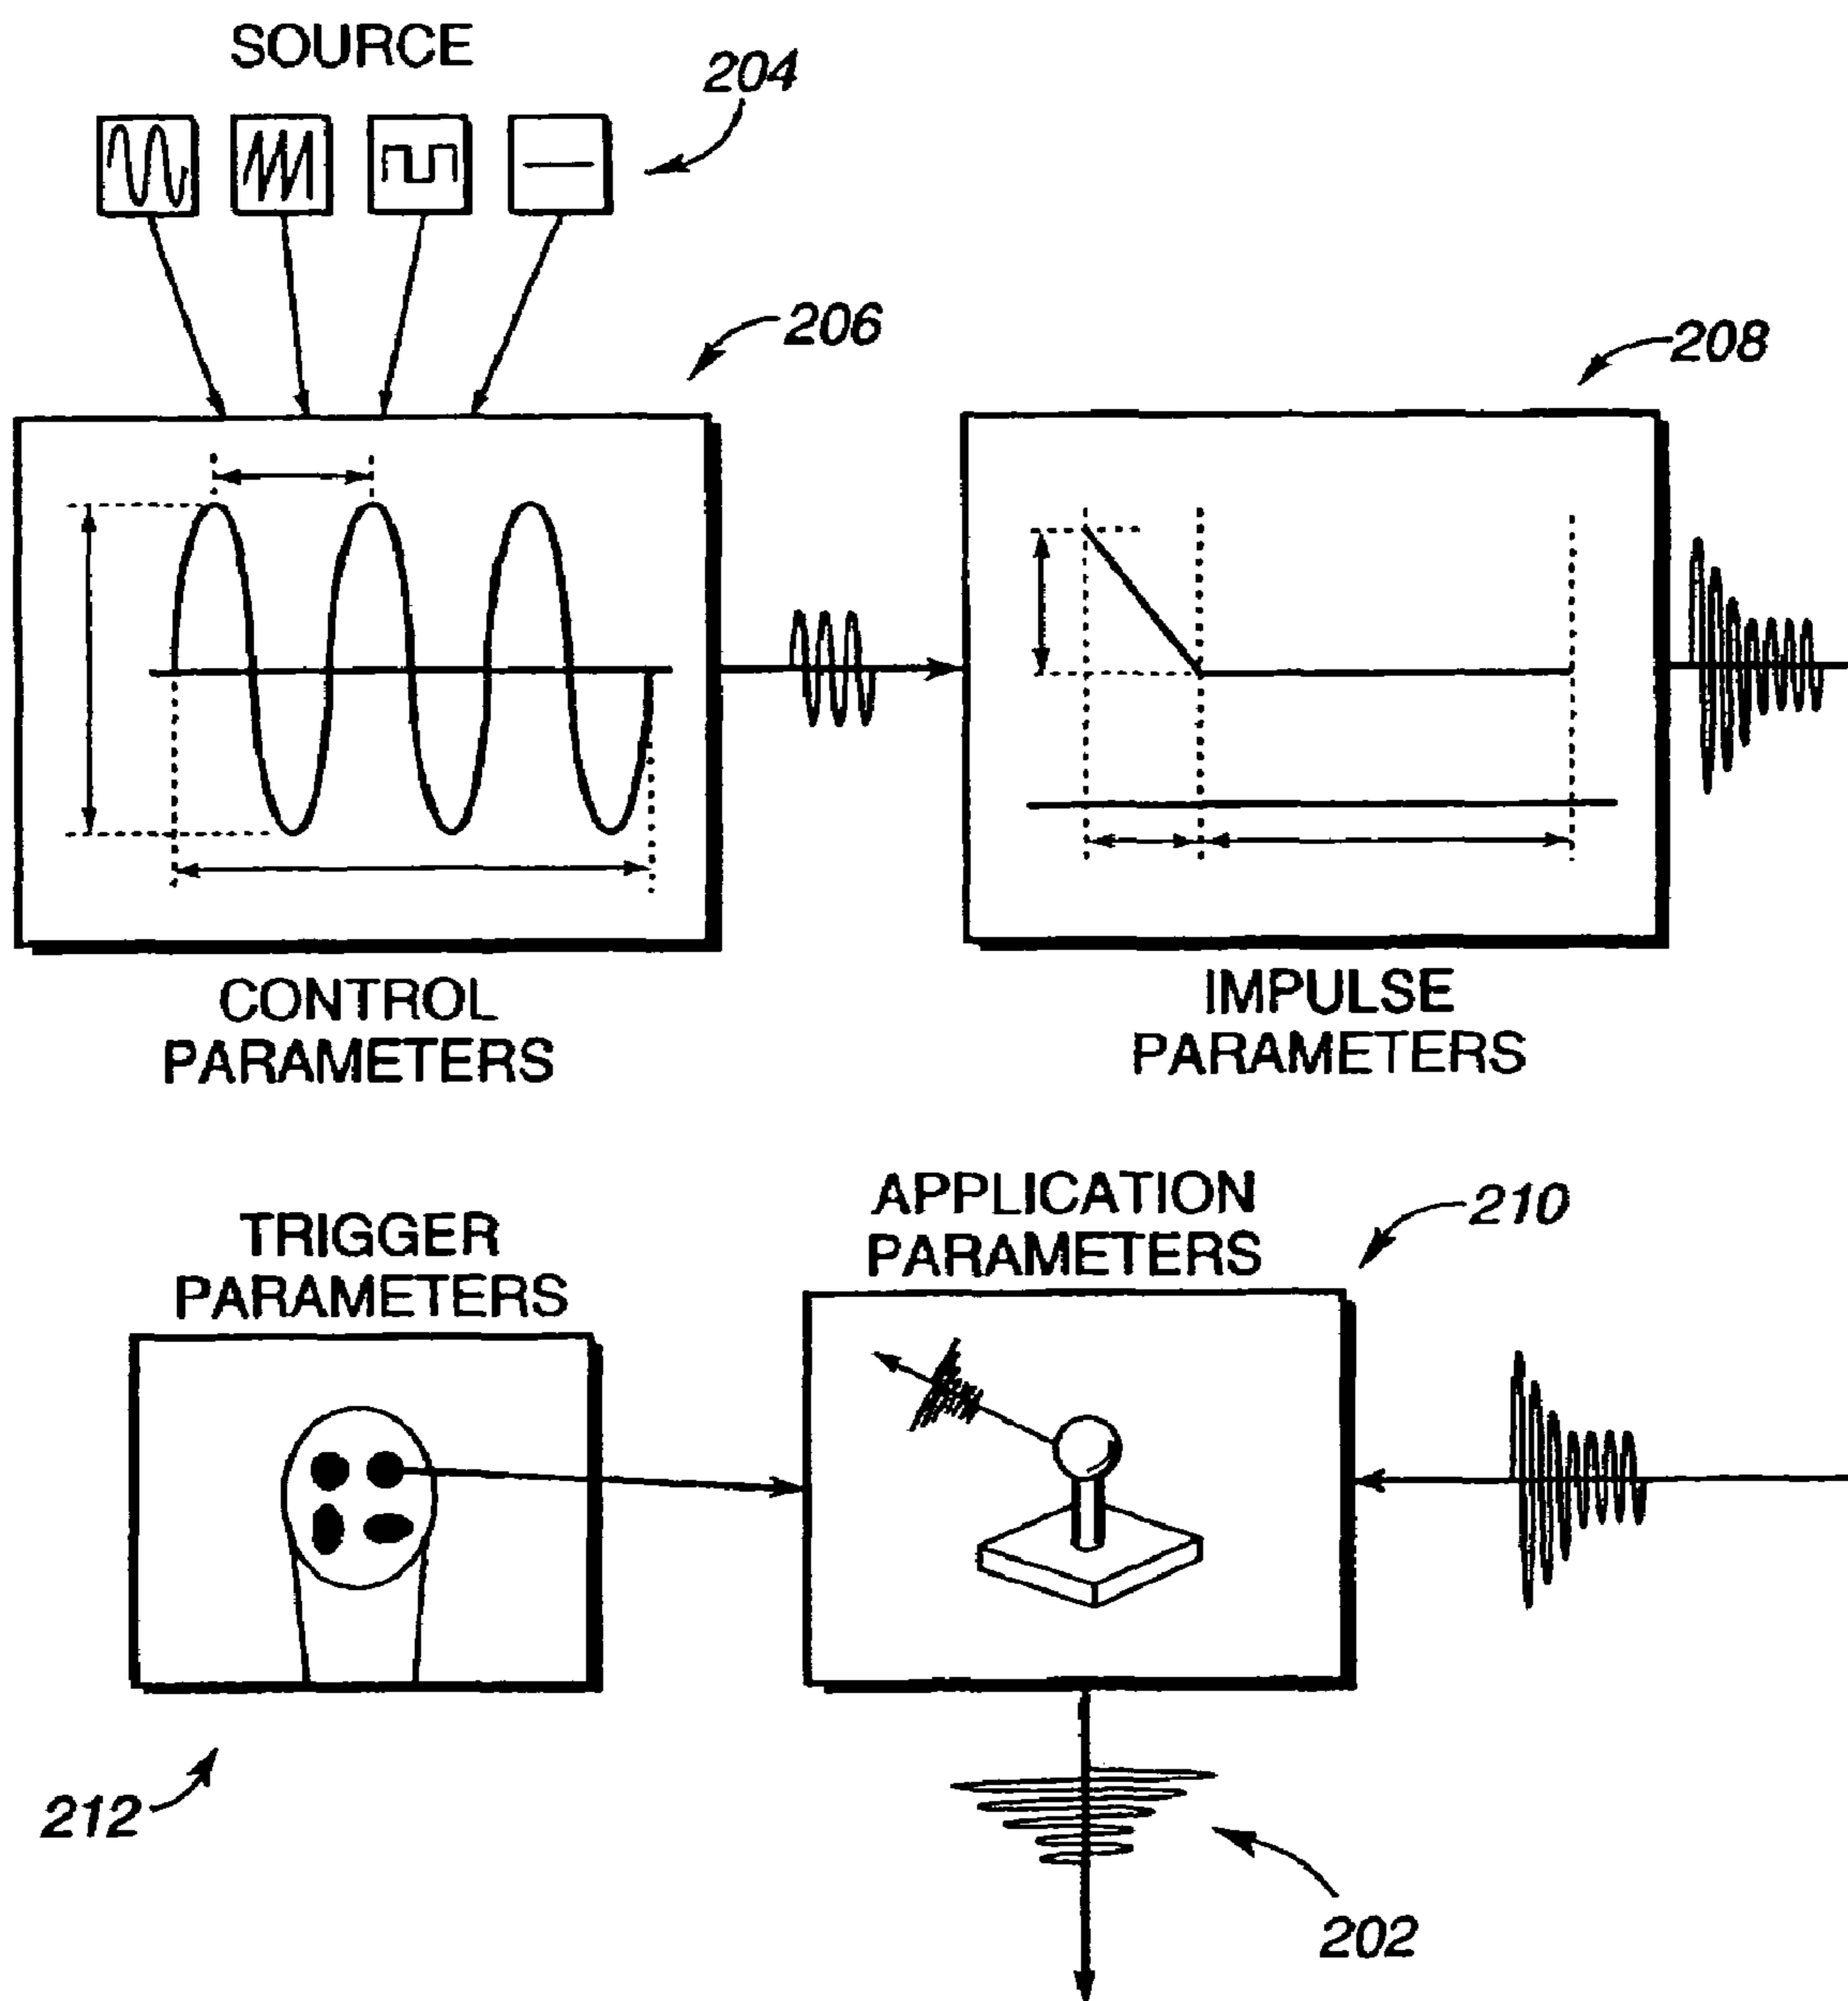 SOURCE
204
206
208
CONTROL
PARAMETERS
IMPULSE
PARAMETERS
TRIGGER
PARAMETERS
APPLICATION
PARAMETERS
210
212
202